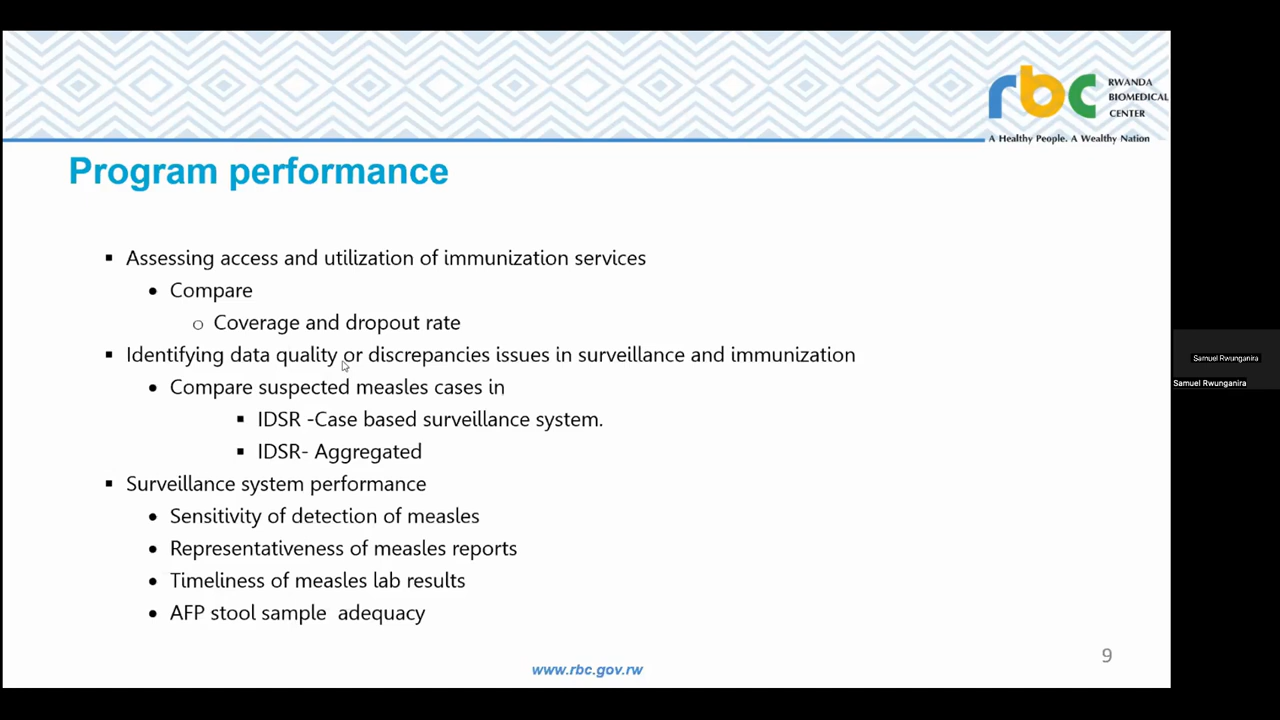 rbc
RWANDA
BIOMEDICAL
CENTER
A Healthy People. A Wealthy Nation
Program performance
▪ Assessing access and utilization of immunization services
• Compare
o Coverage and dropout rate
▪ Identifying data quality or discrepancies issues in surveillance and immunization
• Compare suspected measles cases in
▪ IDSR -Case based surveillance system.
▪ IDSR- Aggregated
▪ Surveillance system performance
• Sensitivity of detection of measles
• Representativeness of measles reports
• Timeliness of measles lab results
• AFP stool sample  adequacy
www.rbc.gov.rw
9
Samuel Rwunganira
Samuel Rwunganira